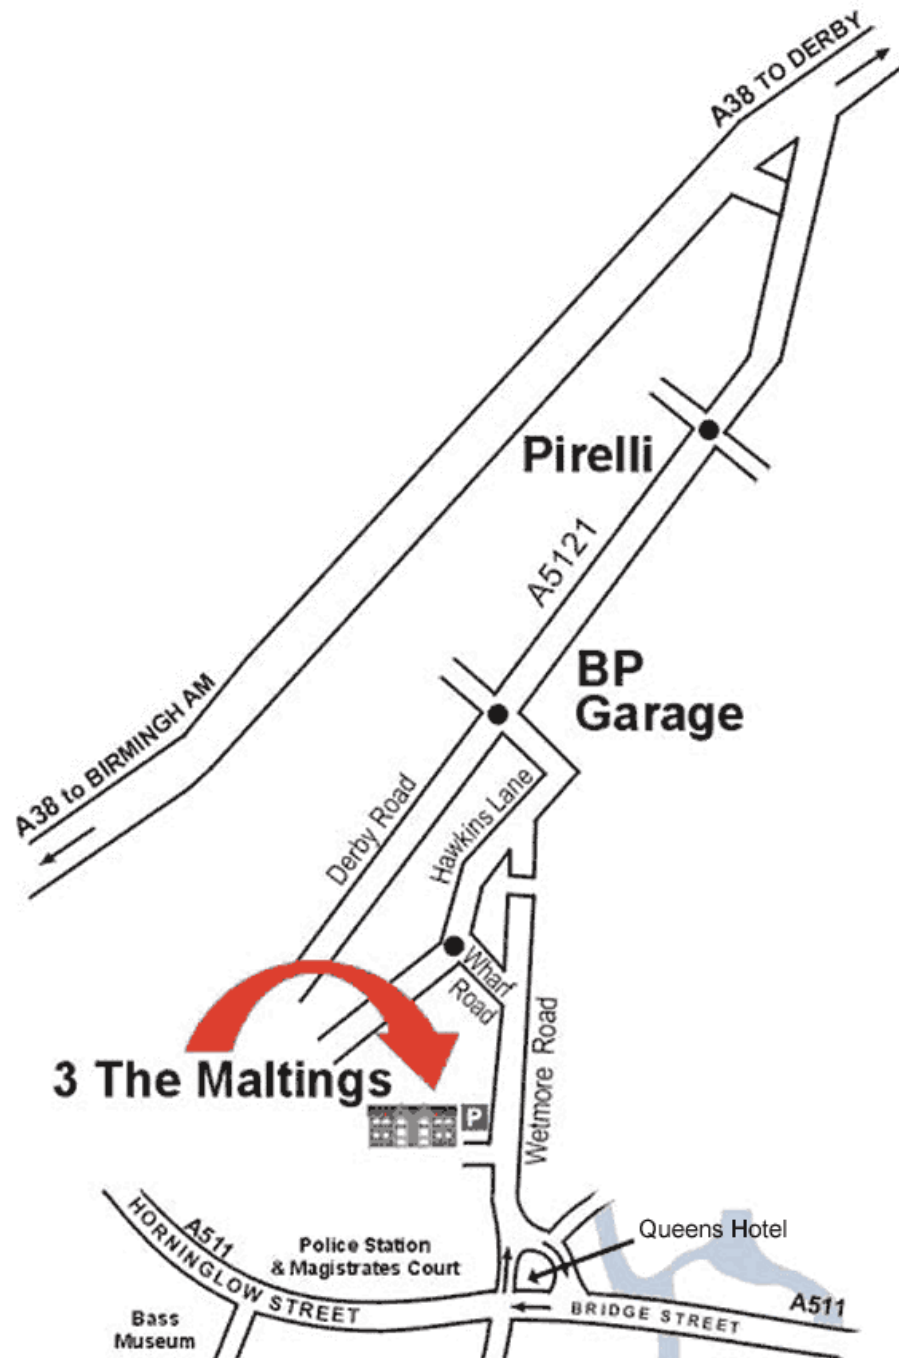 A38 TO DERBY
Pirelli
A5121
BP
Garage
A38 to BIRMINGH AM
Derby Road
Hawkins Lane
Wharf
Road
Wetmore Road
3 The Maltings
P
Queens Hotel
A511
HORNINGLOW STREET
Police Station
& Magistrates Court
A511
BRIDGE STREET
Bass
Museum